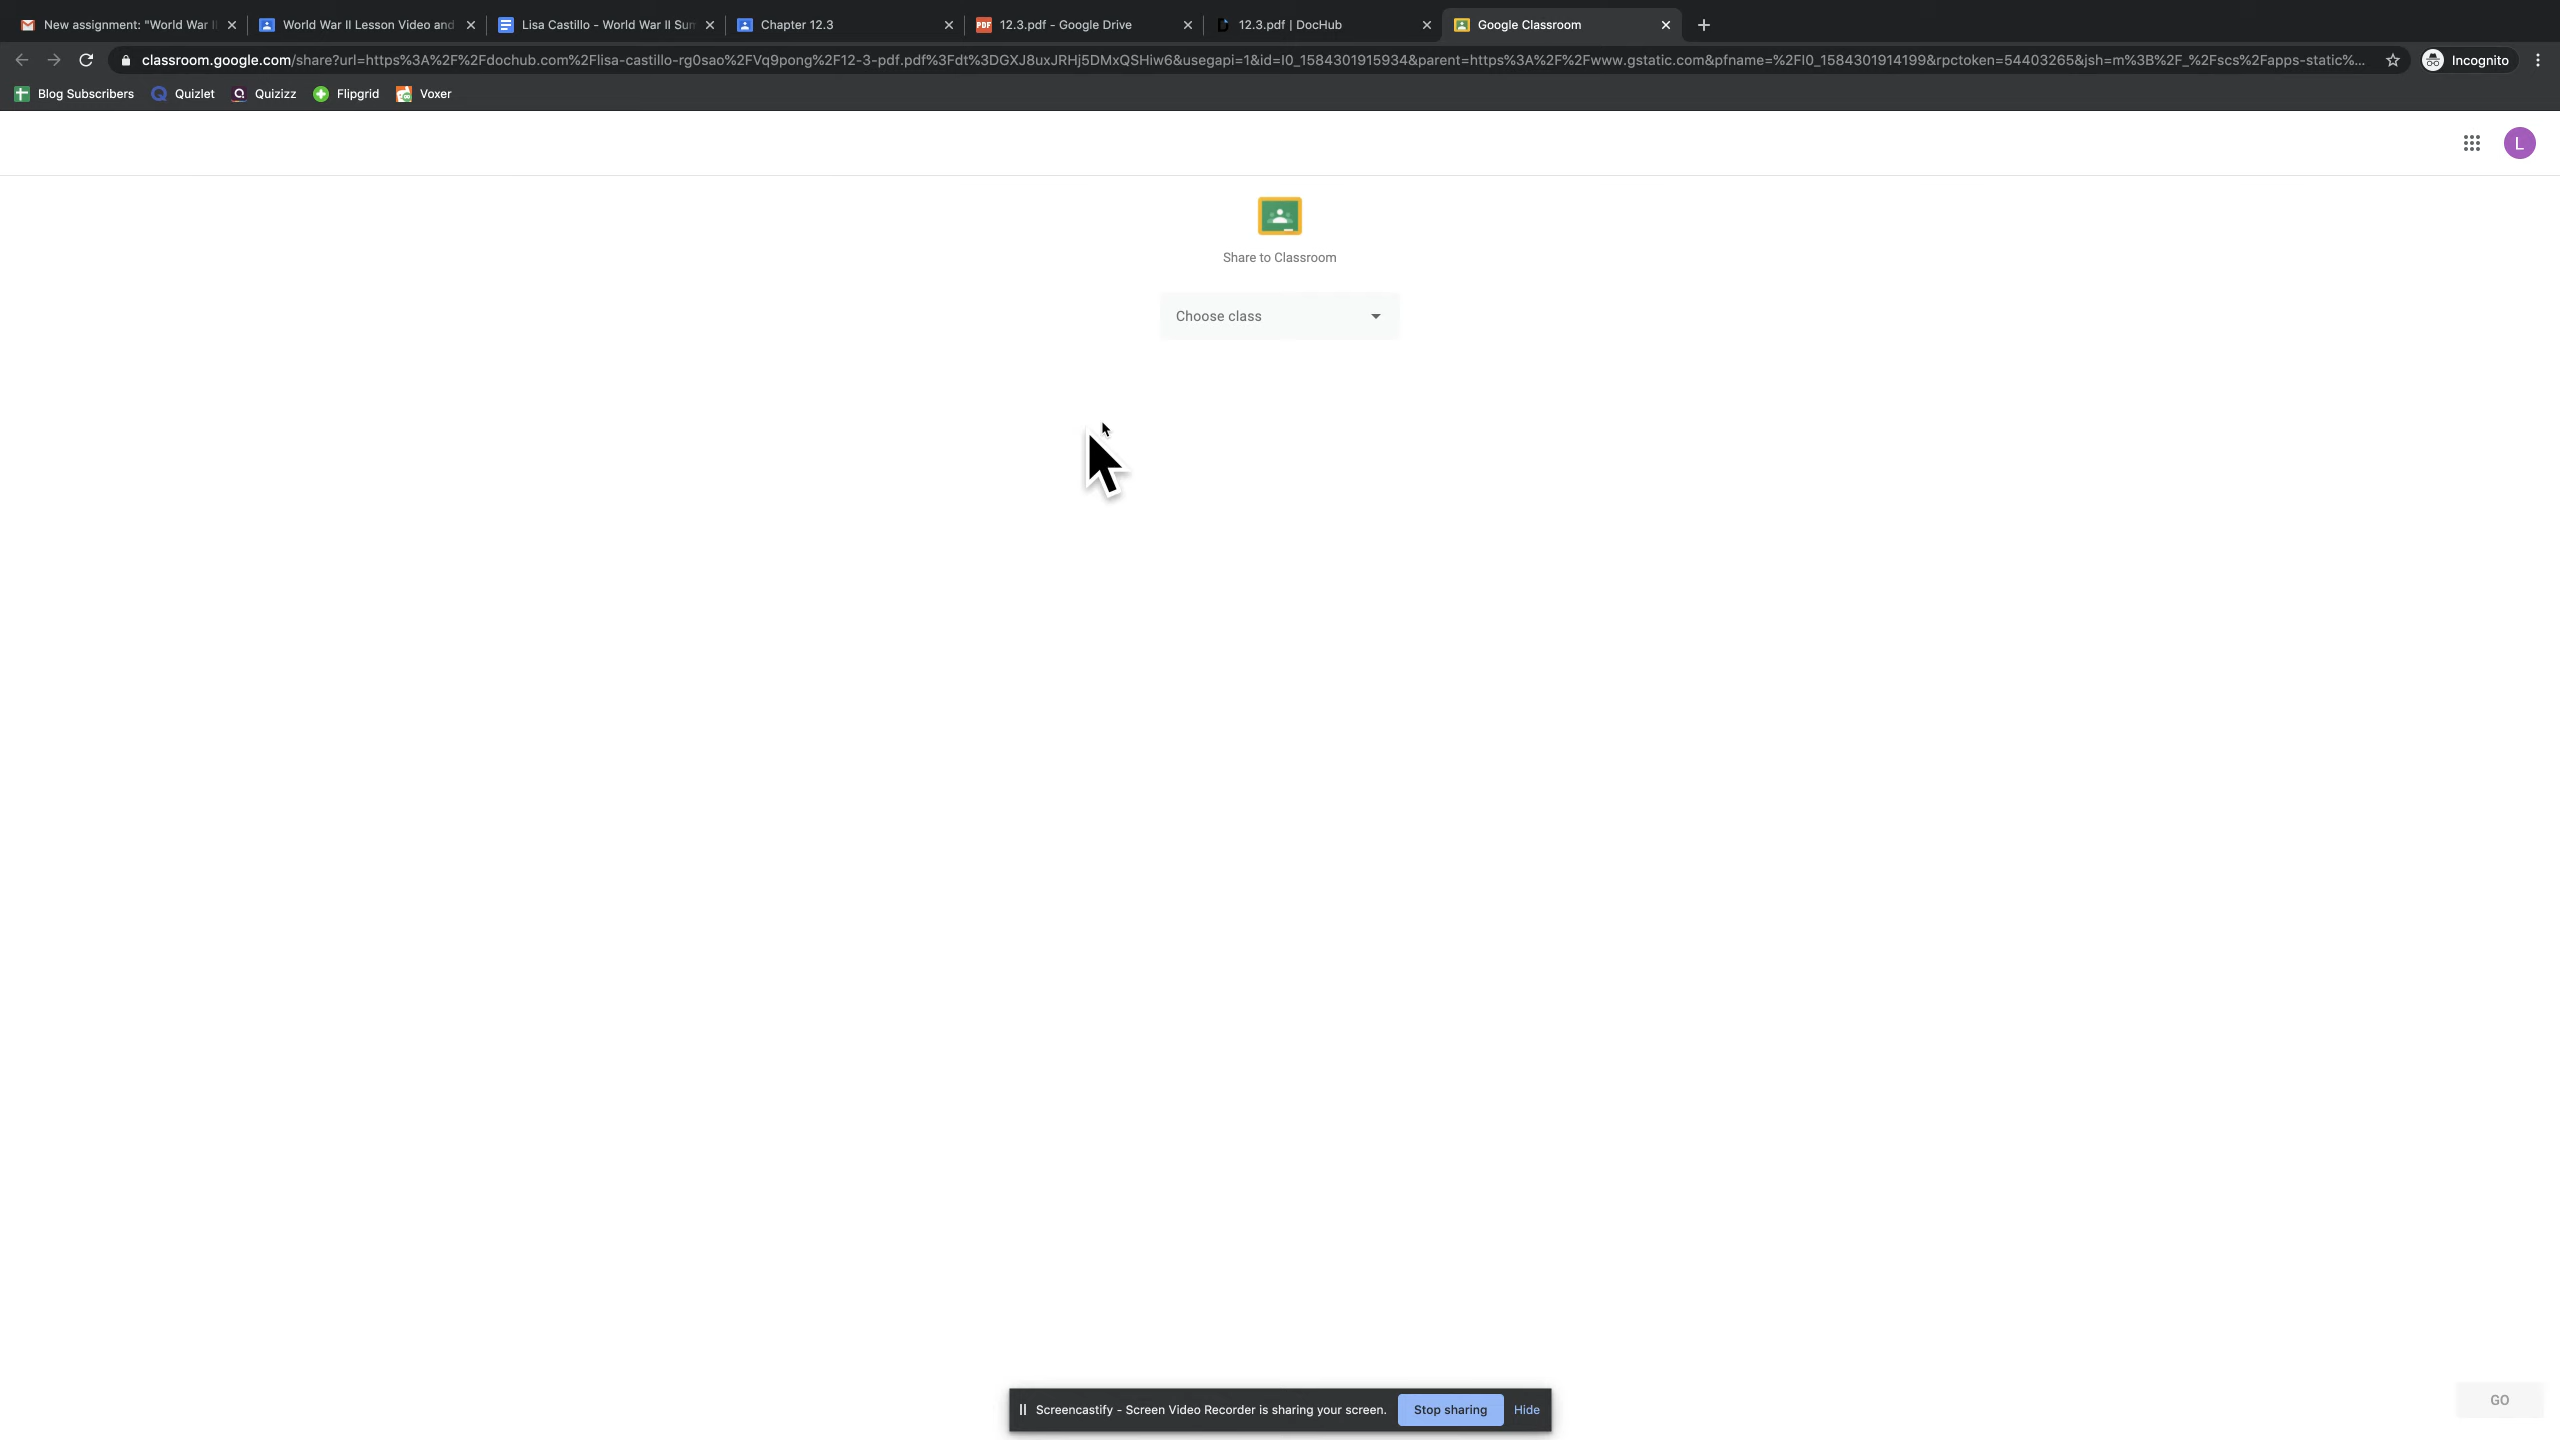 New assignment: "World War I
World War II Lesson Video and
Lisa Castillo - World War II Sum
Chapter 12.3
12.3.pdf - Google Drive
12.3.pdf | DocHub
Google Classroom
classroom.google.com/share?url=https%3A%2F%2Fdochub.com%2Flisa-castillo-rg0sao%2FVq9pong%2F12-3-pdf.pdf%3Fdt%3DGXJ8uxJRHj5DMxQSHiw6&usegapi=1&id=I0_1584301915934&parent=https%3A%2F%2Fwww.gstatic.com&pfname=%2FI0_1584301914199&rpctoken=54403265&jsh=m%3B%2F_%2Fscs%2Fapps-static%...
Incognito
Blog Subscribers
Quizlet
Quizizz
Flipgrid
Voxer
L
Share to Classroom
Choose class
Screencastify - Screen Video Recorder is sharing your screen.
Stop sharing
Hide
GO